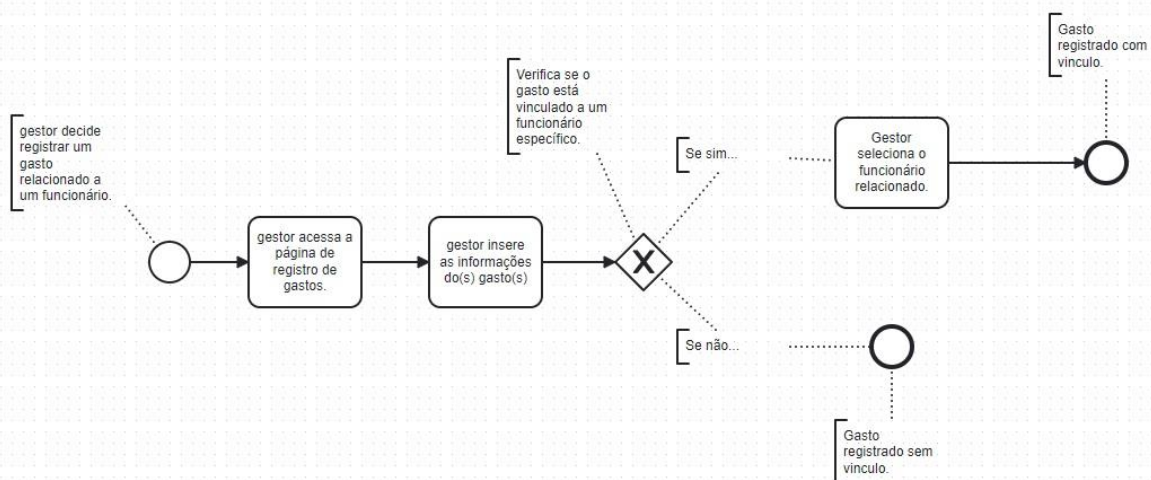 gestor decide
registrar um
gasto
relacionado a
um funcionário.
gestor acessa a
página de
registro de
gastos.
gestor insere
as informações
do(s) gasto(s)
Verifica se o
gasto está
vinculado a um
funcionário
específico.
X
Se sim...
Gestor
seleciona o
funcionário
relacionado.
Gasto
registrado com
vinculo.
Se não...
Gasto
registrado sem
vinculo.